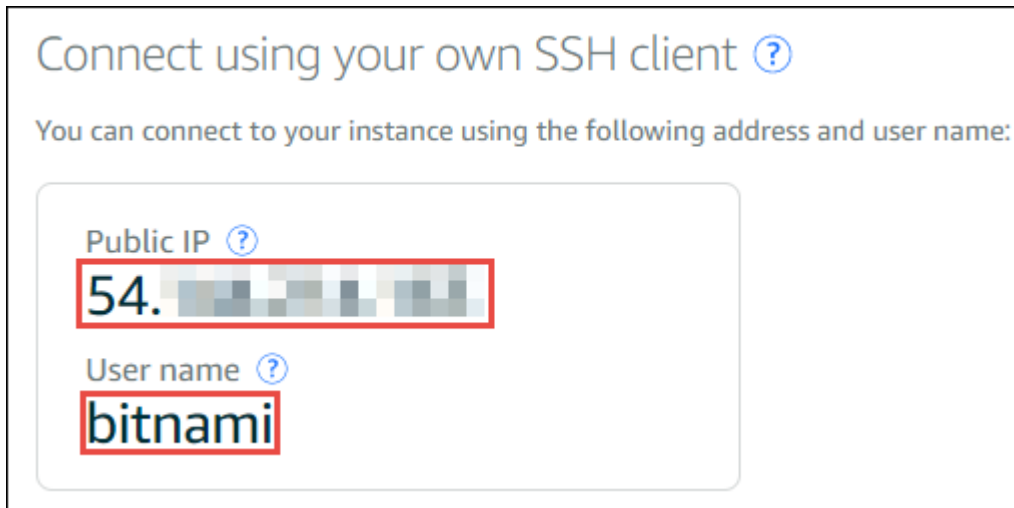 Connect using your own SSH client ?
You can connect to your instance using the following address and user name:
Public IP ?
54.
User name ?
bitnami